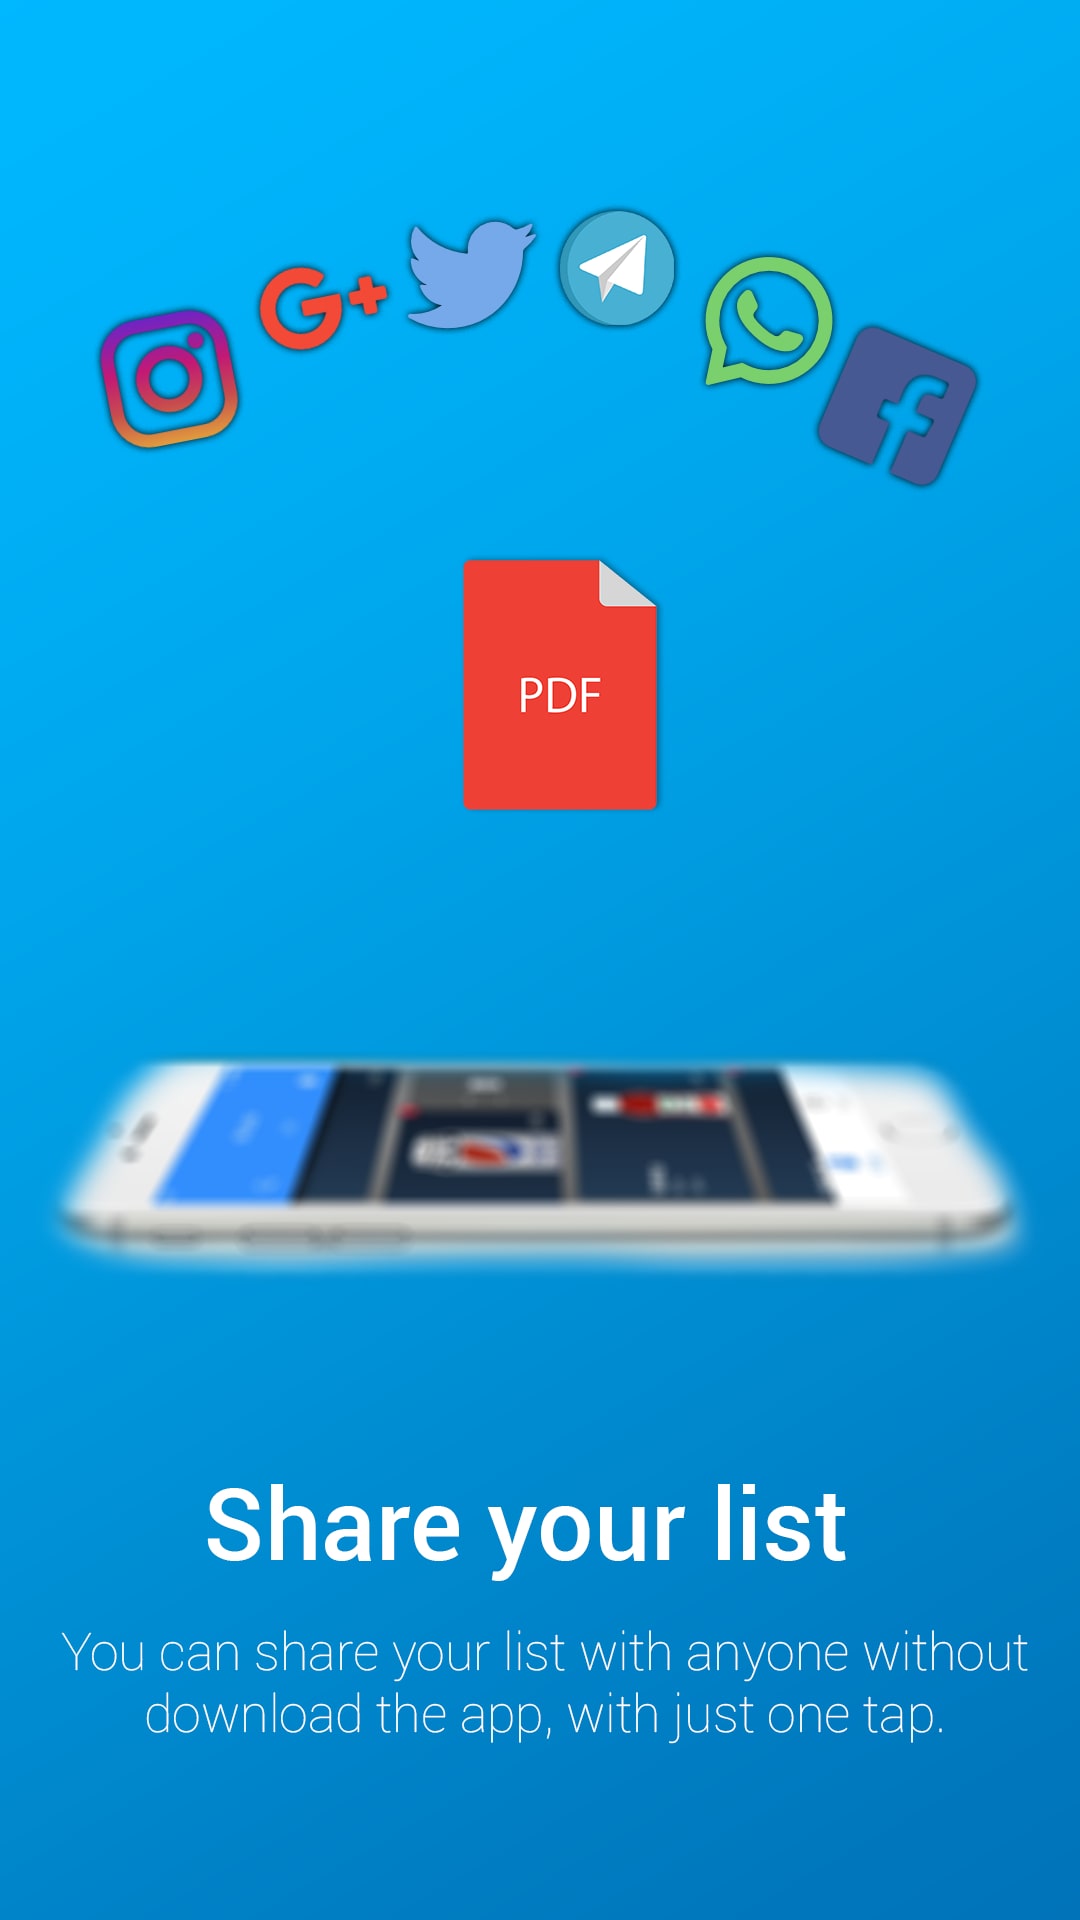 PDF
Share your list
You can share your list with anyone without
download the app, with just one tap.